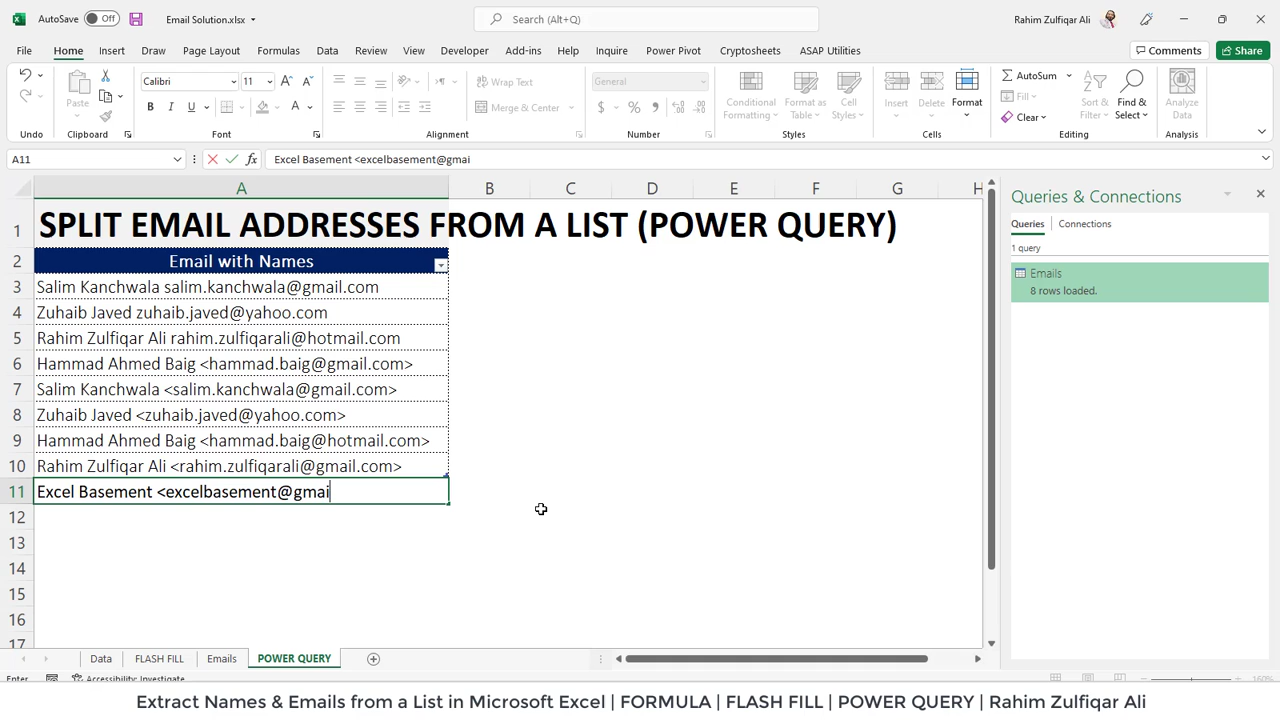 AutoSave Off Email Solution.xlsx Search (Alt+Q) Rahim Zulfiqar Ali
File Home Insert Draw Page Layout Formulas Data Review View Developer Add-ins Help Inquire Power Pivot Cryptosheets ASAP Utilities Comments Share
Calibri 11 Wrap Text General AutoSum
Paste Conditional Format as Cell Insert Delete Format Fill Sort & Find & Analyze
B I U Merge & Center $ % Formatting Table Styles Clear Filter Select Data
Undo Clipboard Font Alignment Number Styles Cells Editing Analysis
A11 fx Excel Basement <excelbasement@gmai
A B C D E F G H
1 SPLIT EMAIL ADDRESSES FROM A LIST (POWER QUERY)
2 Email with Names
3 Salim Kanchwala salim.kanchwala@gmail.com
4 Zuhaib Javed zuhaib.javed@yahoo.com
5 Rahim Zulfiqar Ali rahim.zulfiqarali@hotmail.com
6 Hammad Ahmed Baig <hammad.baig@gmail.com>
7 Salim Kanchwala <salim.kanchwala@gmail.com>
8 Zuhaib Javed <zuhaib.javed@yahoo.com>
9 Hammad Ahmed Baig <hammad.baig@hotmail.com>
10 Rahim Zulfiqar Ali <rahim.zulfiqarali@gmail.com>
11 Excel Basement <excelbasement@gmai
12
13
14
15
16
17
Queries & Connections
Queries Connections
1 query
Emails
8 rows loaded.
Data FLASH FILL Emails POWER QUERY
Enter Accessibility: Investigate 160%
Extract Names & Emails from a List in Microsoft Excel | FORMULA | FLASH FILL | POWER QUERY | Rahim Zulfiqar Ali